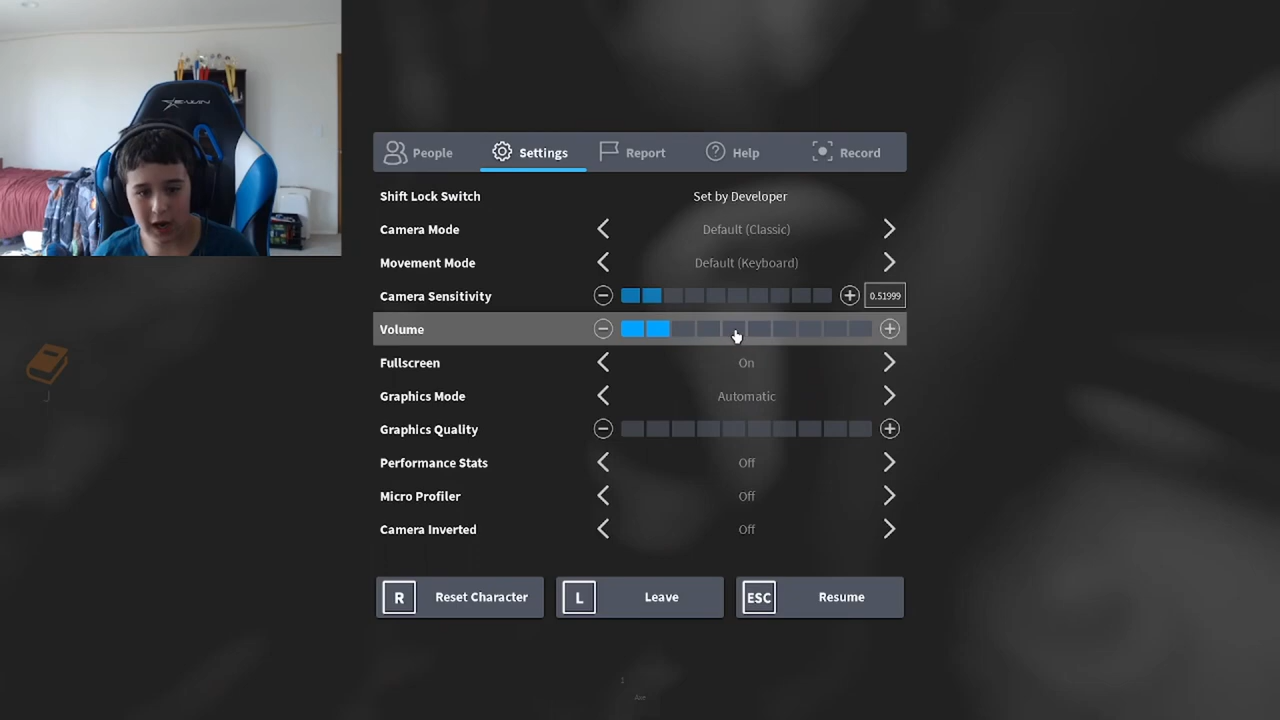 People
Settings
Report
Help
Record
Shift Lock Switch Set by Developer
Camera Mode Default (Classic)
Movement Mode Default (Keyboard)
Camera Sensitivity 0.51999
Volume
Fullscreen On
Graphics Mode Automatic
Graphics Quality
Performance Stats Off
Micro Profiler Off
Camera Inverted Off
R Reset Character
L Leave
ESC Resume